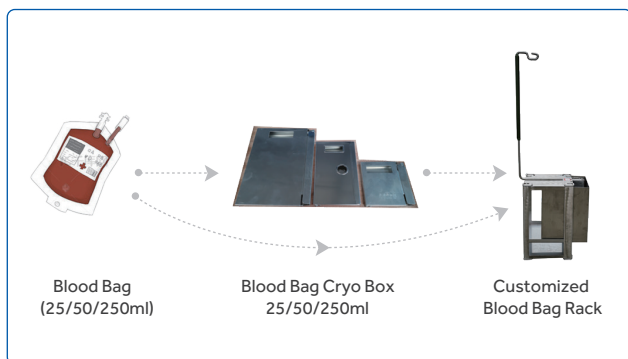 Blood Bag
(25/50/250ml)
Blood Bag Cryo Box
25/50/250ml
Customized
Blood Bag Rack